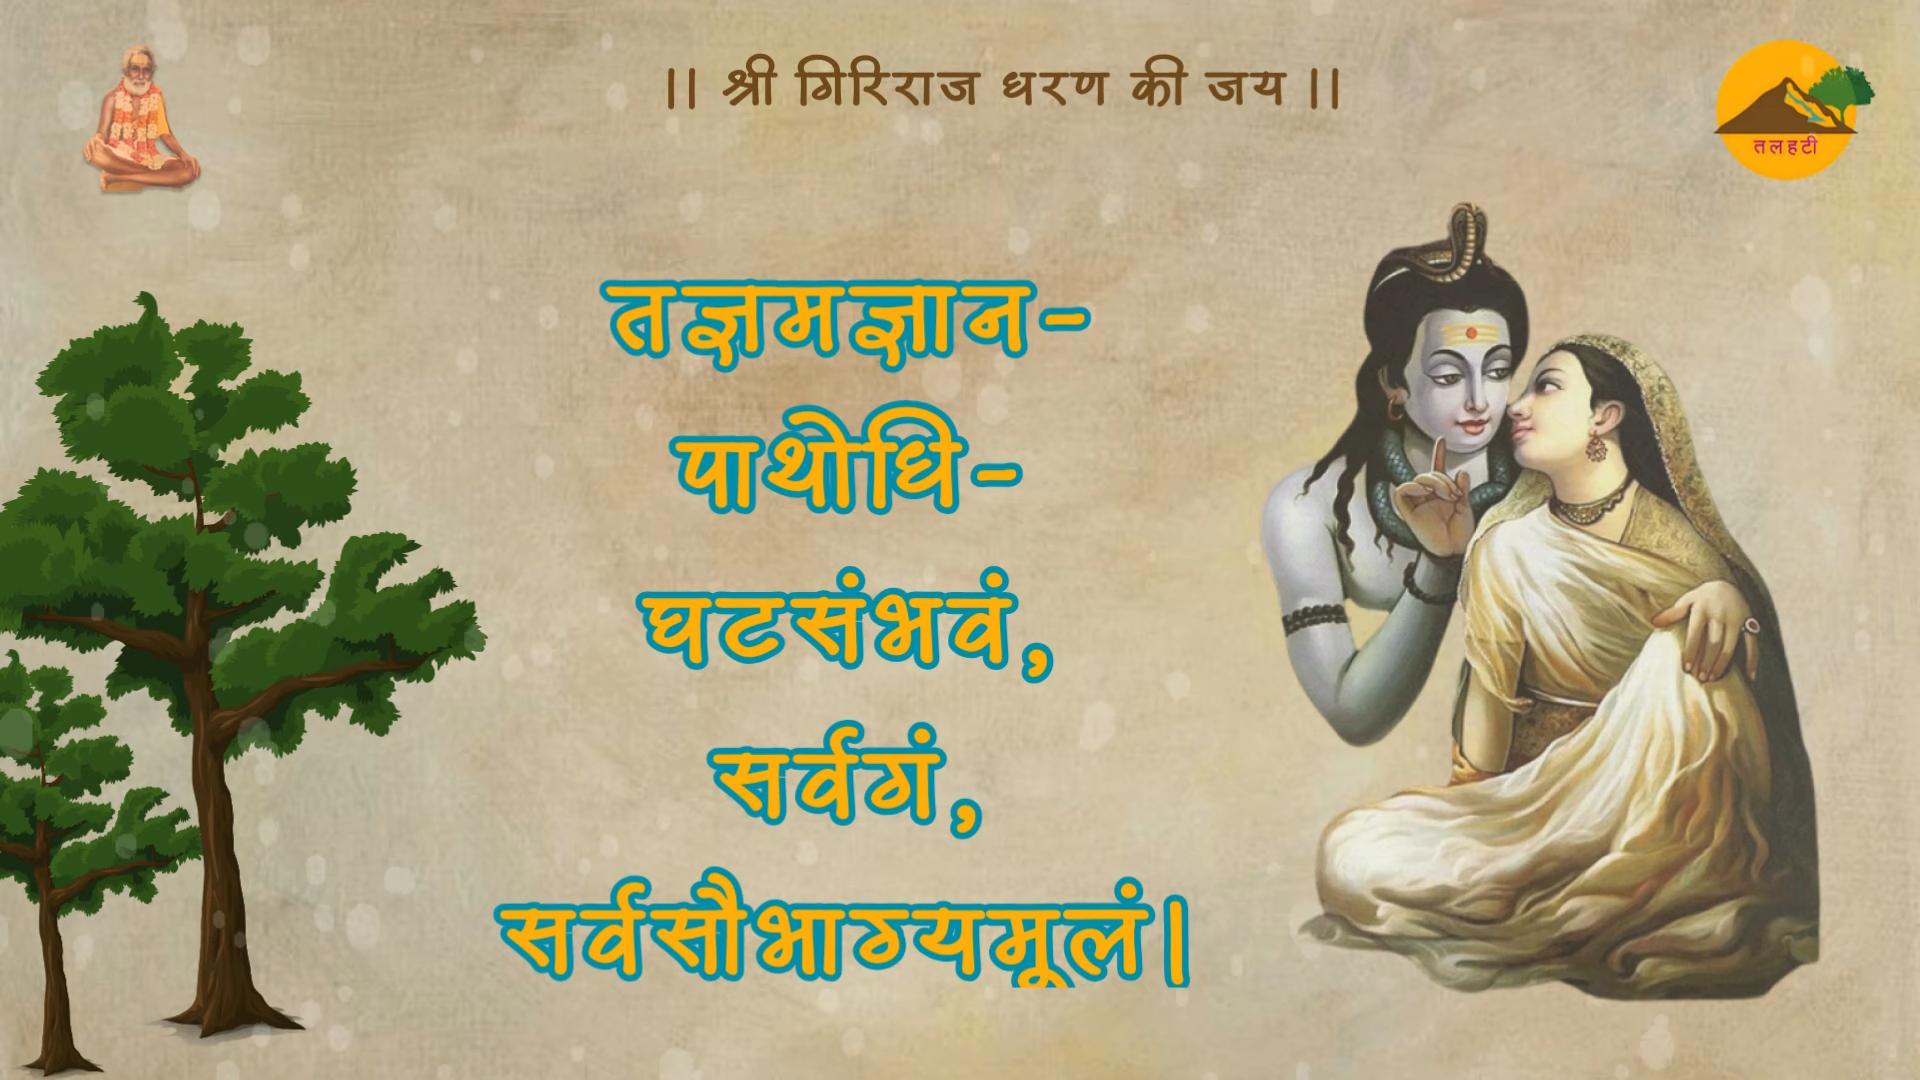 || श्री गिरिराज धरण की जय ||
तलहटी
तज्ञमज्ञान-
पाथोधि-
घटसंभवं,
सर्वगं,
सर्वसौभाग्यमूलं|